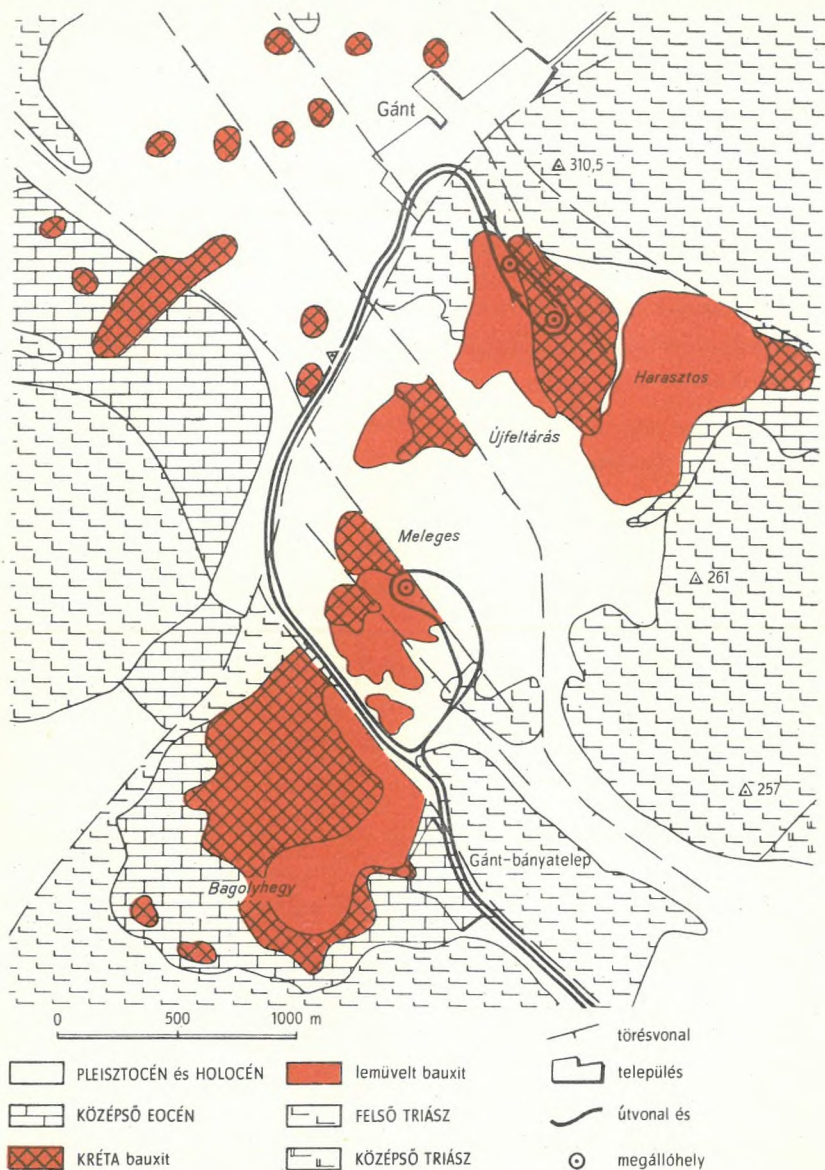 Gánt
310,5
Harasztos
Újfeltárás
Meleges
261
257
Gánt-bányatelep
Bagolyhegy
0 500 1000 m
törésvonal
PLEISZTOCÉN és HOLOCÉN
lemüvelt bauxit
település
KÖZÉPSŐ EOCÉN
FELSŐ TRIÁSZ
útvonal és
KRÉTA bauxit
KÖZÉPSŐ TRIÁSZ
megállóhely